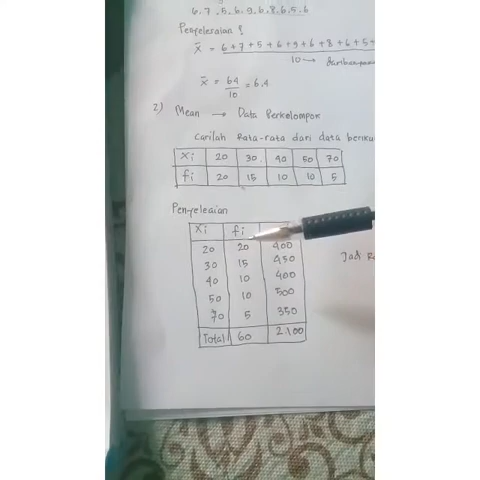 6, 7, 5, 6, 9, 6, 8, 6, 5, 6
Penyelesaian :
x̄ = 6+7+5+6+9+6+8+6+5+
10 →
x̄ = 64/10 = 6.4
2) Mean → Data Perkelompok
Carilah Rata-rata dari data beriku
Xi 20 30 40 50 70
fi 20 15 10 10 5
Penyelesaian
Xi fi
20 20 400
30 15 450
40 10 400
50 10 500
70 5 350
Total 60 2.100
Jadi R